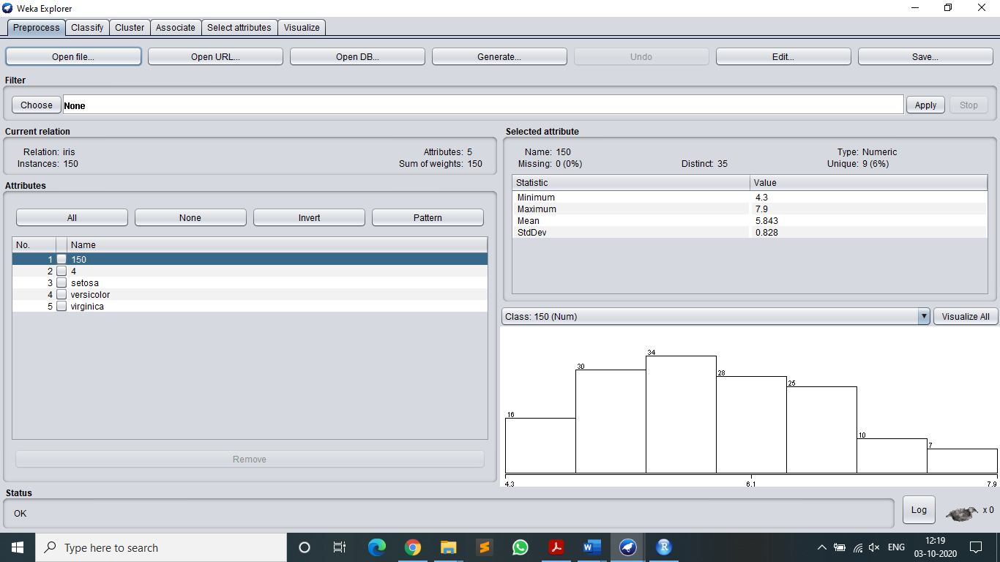 Weka Explorer
Preprocess Classify Cluster Associate Select attributes Visualize
Open file... Open URL... Open DB... Generate... Undo Edit... Save...
Filter
Choose None Apply Stop
Current relation
Relation: iris Attributes: 5
Instances: 150 Sum of weights: 150
Attributes
All None Invert Pattern
No. Name
1 150
2 4
3 setosa
4 versicolor
5 virginica
Remove
Selected attribute
Name: 150 Type: Numeric
Missing: 0 (0%) Distinct: 35 Unique: 9 (6%)
Statistic Value
Minimum 4.3
Maximum 7.9
Mean 5.843
StdDev 0.828
Class: 150 (Num) Visualize All
16 30 34 28 25 10 7
4.3 6.1 7.9
Status
OK Log x 0
Type here to search ENG 12:19
03-10-2020